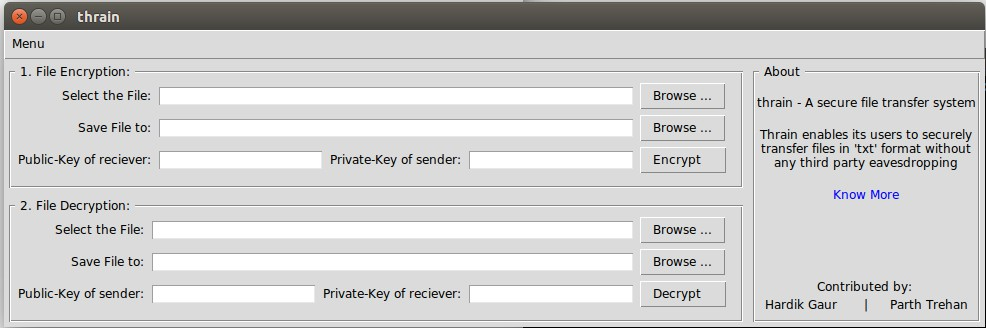 thrain
Menu
1. File Encryption:
Select the File: Browse ...
Save File to: Browse ...
Public-Key of reciever: Private-Key of sender: Encrypt
2. File Decryption:
Select the File: Browse ...
Save File to: Browse ...
Public-Key of sender: Private-Key of reciever: Decrypt
About
thrain - A secure file transfer system
Thrain enables its users to securely
transfer files in 'txt' format without
any third party eavesdropping
Know More
Contributed by:
Hardik Gaur | Parth Trehan